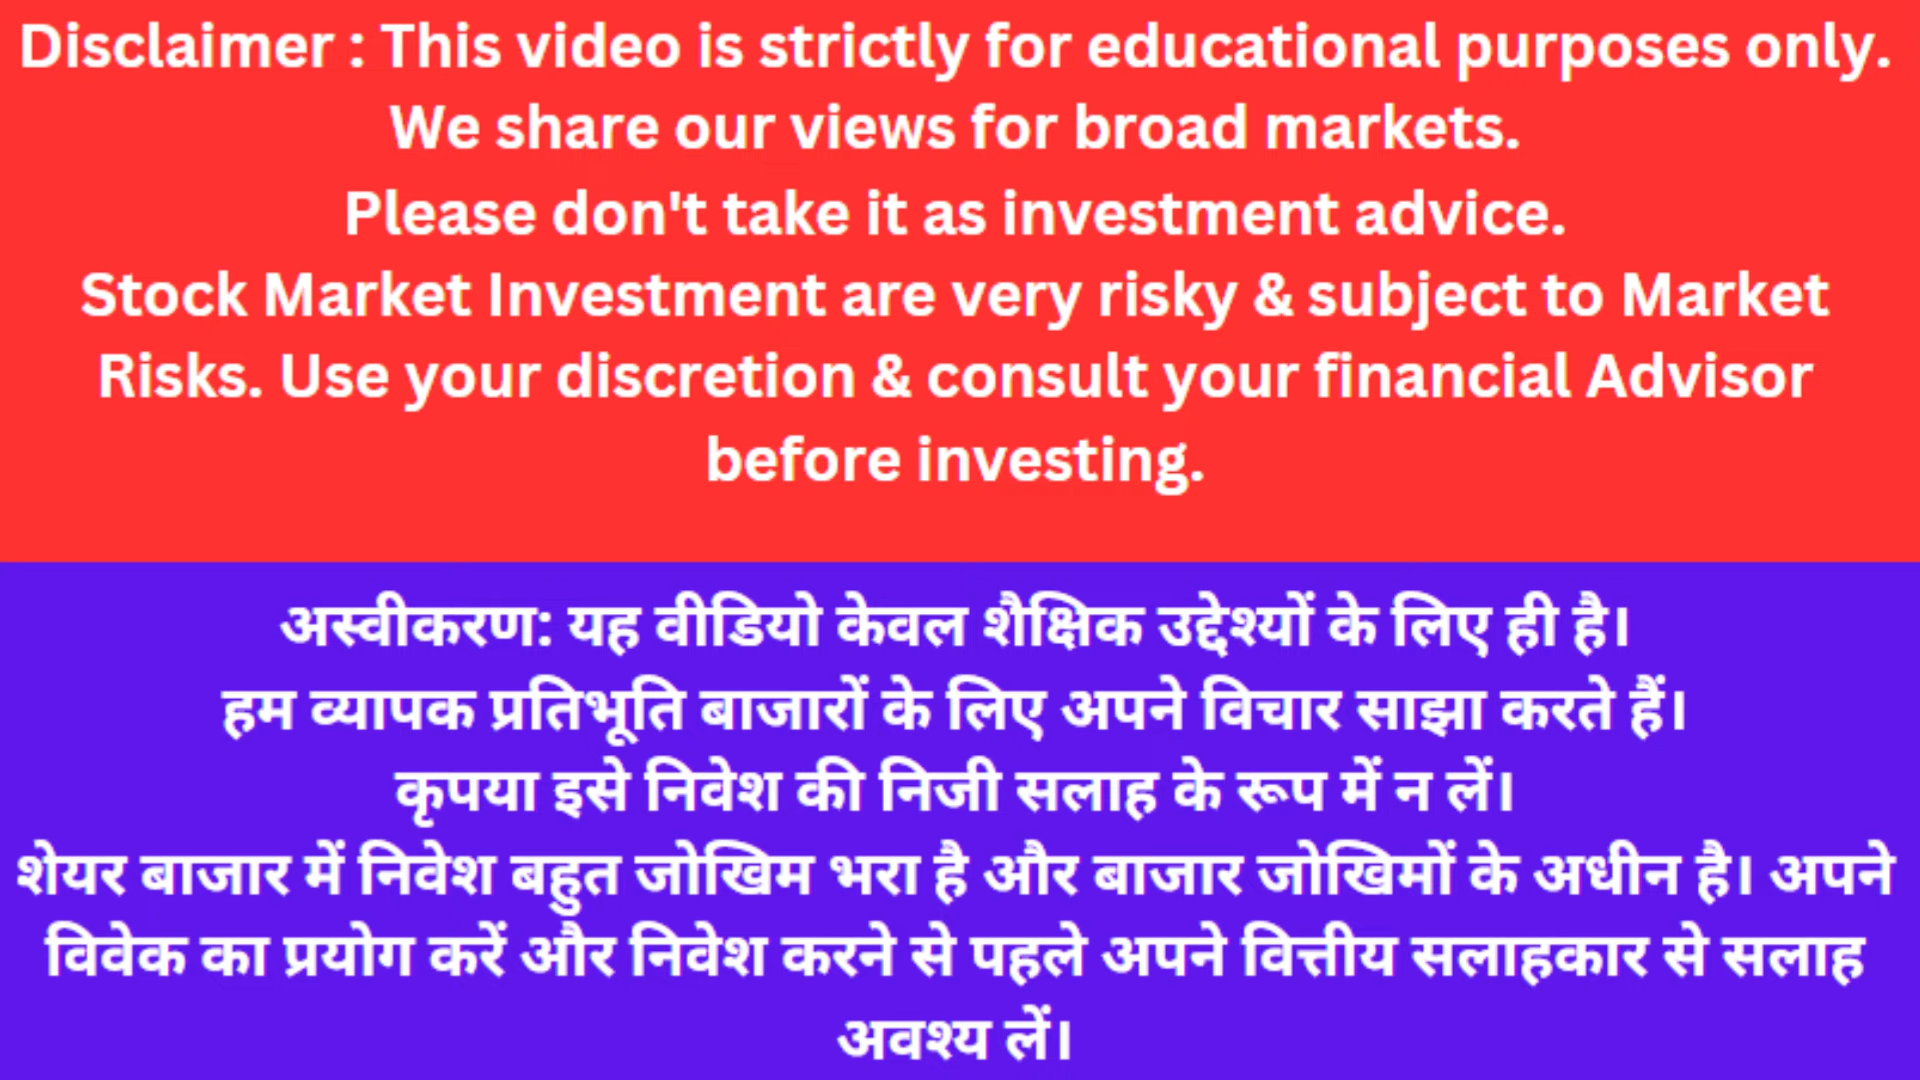 Disclaimer : This video is strictly for educational purposes only.
We share our views for broad markets.
Please don't take it as investment advice.
Stock Market Investment are very risky & subject to Market
Risks. Use your discretion & consult your financial Advisor
before investing.
अस्वीकरण: यह वीडियो केवल शैक्षिक उद्देश्यों के लिए ही है।
हम व्यापक प्रतिभूति बाजारों के लिए अपने विचार साझा करते हैं।
कृपया इसे निवेश की निजी सलाह के रूप में न लें।
शेयर बाजार में निवेश बहुत जोखिम भरा है और बाजार जोखिमों के अधीन है। अपने
विवेक का प्रयोग करें और निवेश करने से पहले अपने वित्तीय सलाहकार से सलाह
अवश्य लें।